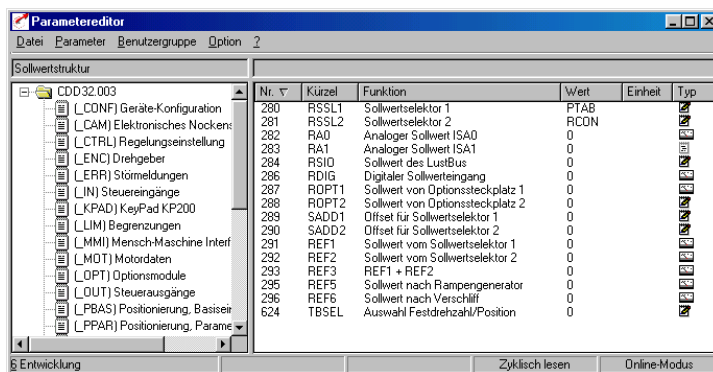 Parametereditor
Datei Parameter Benutzergruppe Option ?
Sollwertstruktur
CDD32.003
(_CONF) Geräte-Konfiguration
(_CAM) Elektronisches Nockens
(_CTRL) Regelungseinstellung
(_ENC) Drehgeber
(_ERR) Störmeldungen
(_IN) Steuereingänge
(_KPAD) KeyPad KP200
(_LIM) Begrenzungen
(_MMI) Mensch-Maschine Interf
(_MOT) Motordaten
(_OPT) Optionsmodule
(_OUT) Steuerausgänge
(_PBAS) Positionierung, Basisein
(_PPAR) Positionierung, Parame
Nr. Kürzel Funktion Wert Einheit Typ
280 RSSL1 Sollwertselektor 1 PTAB
281 RSSL2 Sollwertselektor 2 RCON
282 RA0 Analoger Sollwert ISA0 0
283 RA1 Analoger Sollwert ISA1 0
284 RSIO Sollwert des LustBus 0
286 RDIG Digitaler Sollwerteingang 0
287 ROPT1 Sollwert von Optionssteckplatz 1 0
288 ROPT2 Sollwert von Optionssteckplatz 2 0
289 SADD1 Offset für Sollwertselektor 1 0
290 SADD2 Offset für Sollwertselektor 2 0
291 REF1 Sollwert vom Sollwertselektor 1 0
292 REF2 Sollwert vom Sollwertselektor 2 0
293 REF3 REF1 + REF2 0
295 REF5 Sollwert nach Rampengenerator 0
296 REF6 Sollwert nach Verschliff 0
624 TBSEL Auswahl Festdrehzahl/Position 0
6 Entwicklung Zyklisch lesen Online-Modus